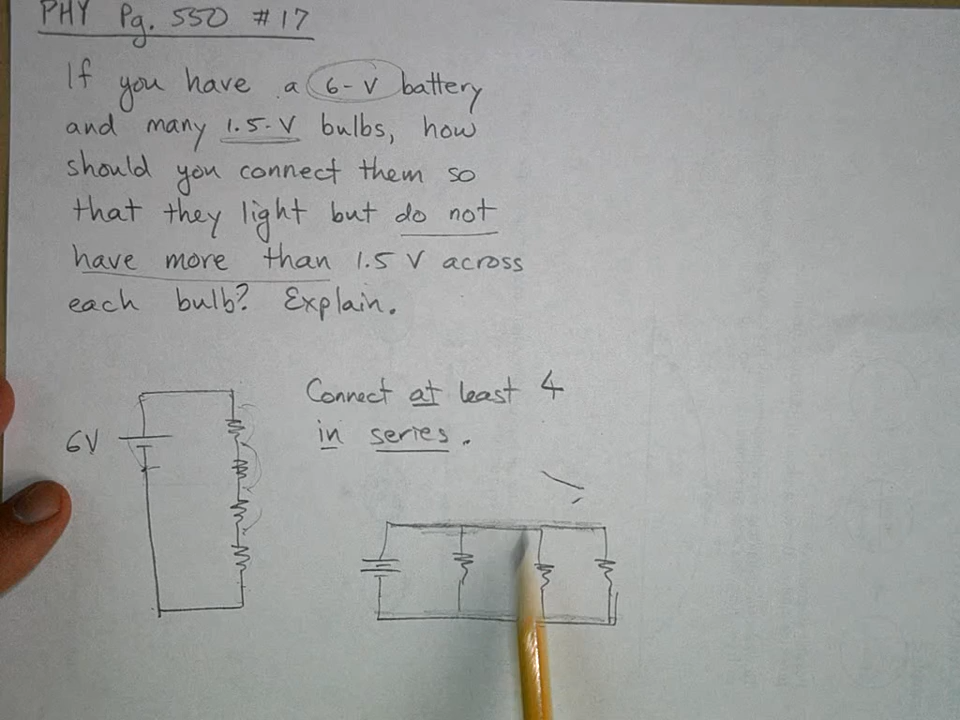 PHY Pg. 550 #17
If you have a 6-V battery
and many 1.5-V bulbs, how
should you connect them so
that they light but do not
have more than 1.5 V across
each bulb? Explain.
Connect at least 4
in series.
6V